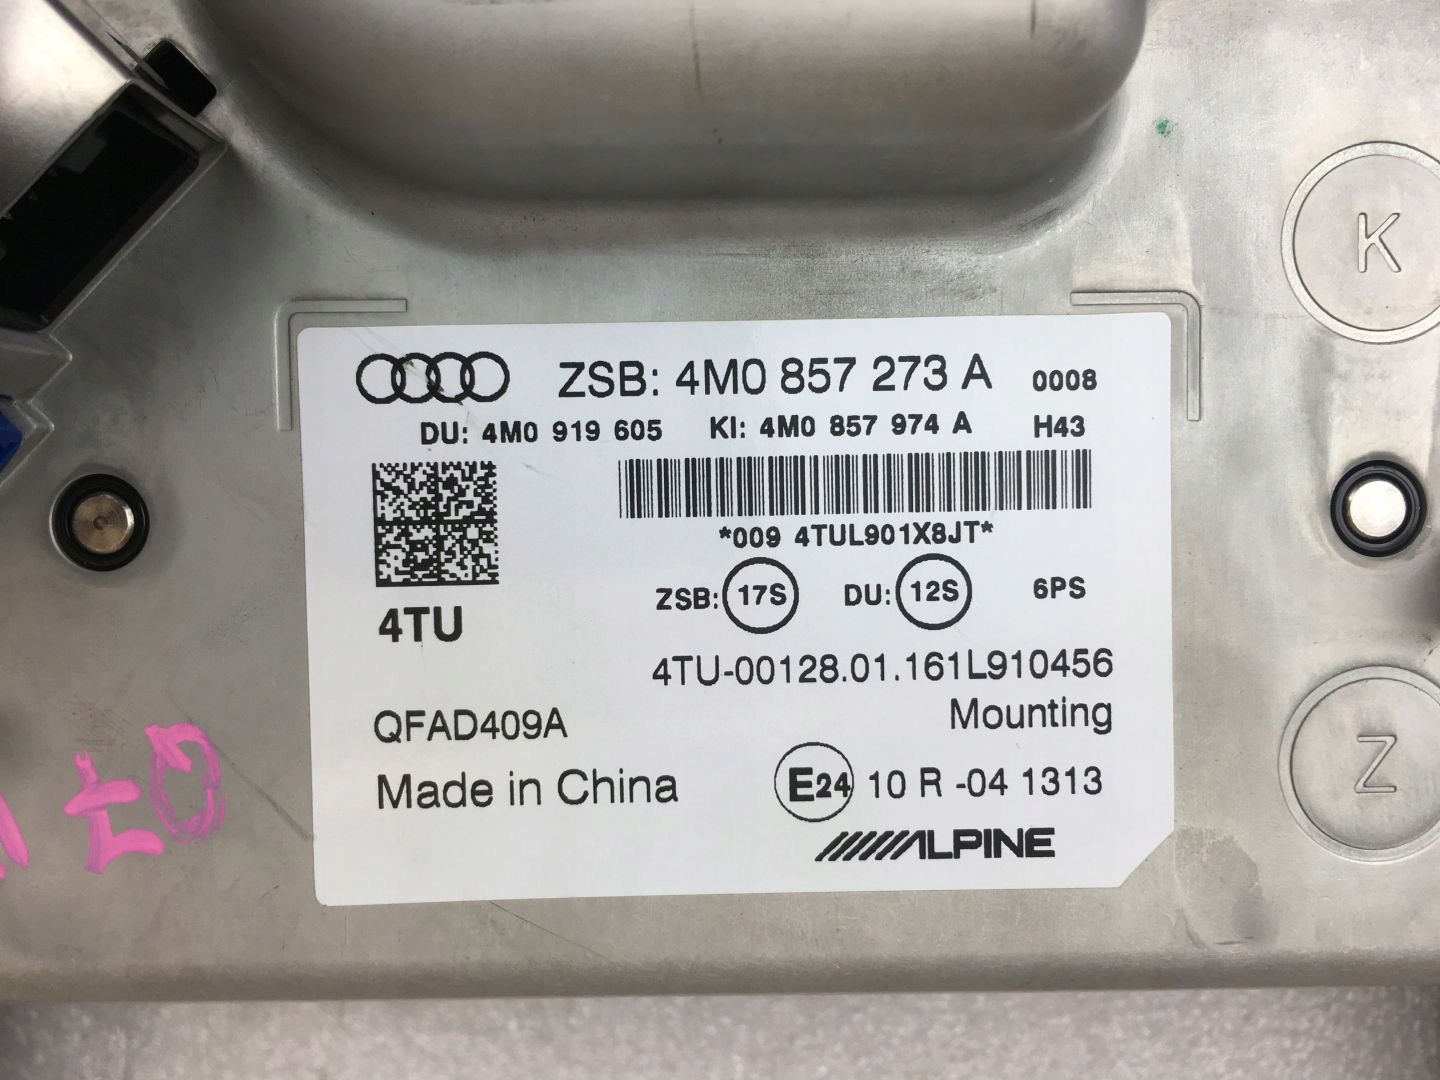 ZSB: 4M0 857 273 A 0008
DU: 4M0 919 605 KI: 4M0 857 974 A H43
*009 4TUL901X8JT*
4TU
ZSB: 17S DU: 12S 6PS
4TU-00128.01.161L910456
QFAD409A Mounting
Made in China E24 10 R -04 1313
ALPINE
K
Z